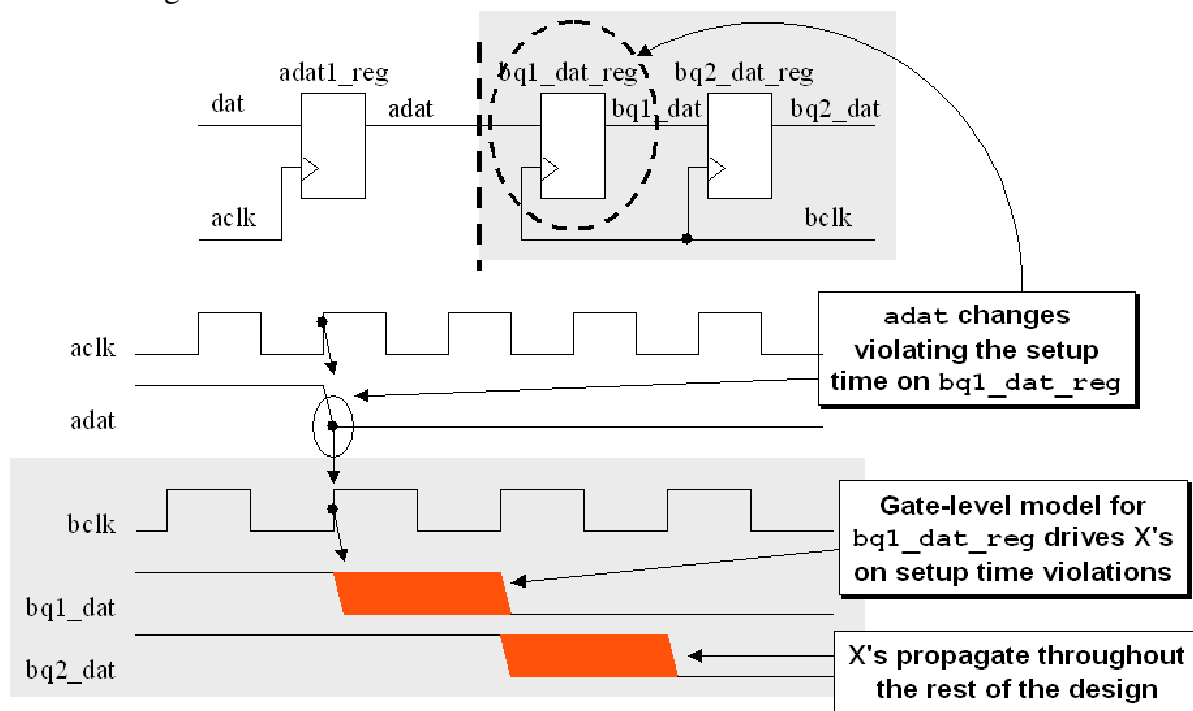 adat1_reg
bq1_dat_reg
bq2_dat_reg
dat
adat
bq1_dat
bq2_dat
aclk
bclk
aclk
adat changes
violating the setup
time on bq1_dat_reg
adat
bclk
Gate-level model for
bq1_dat_reg drives X's
on setup time violations
bq1_dat
bq2_dat
X's propagate throughout
the rest of the design